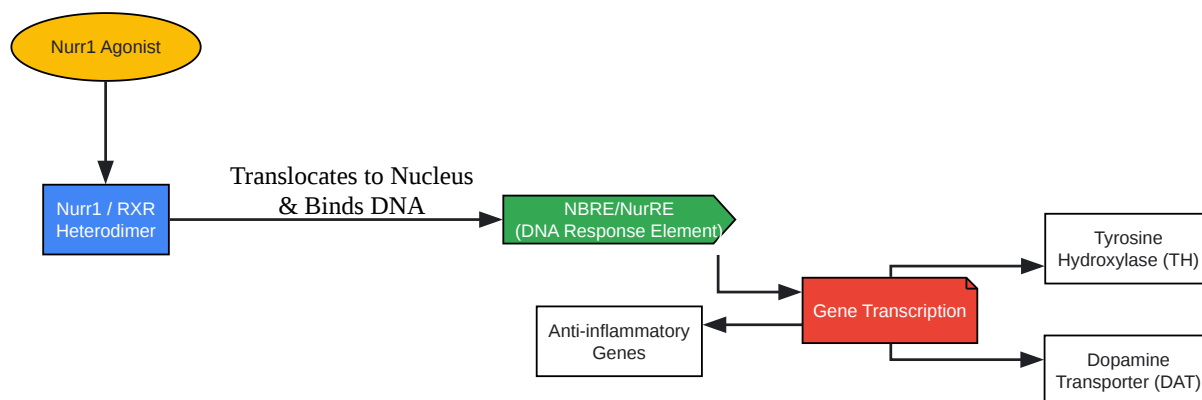 Nurr1 Agonist
Translocates to Nucleus
& Binds DNA
Nurr1 / RXR
Heterodimer
NBRE/NurRE
(DNA Response Element)
Tyrosine
Hydroxylase (TH)
Gene Transcription
Anti-inflammatory
Genes
Dopamine
Transporter (DAT)